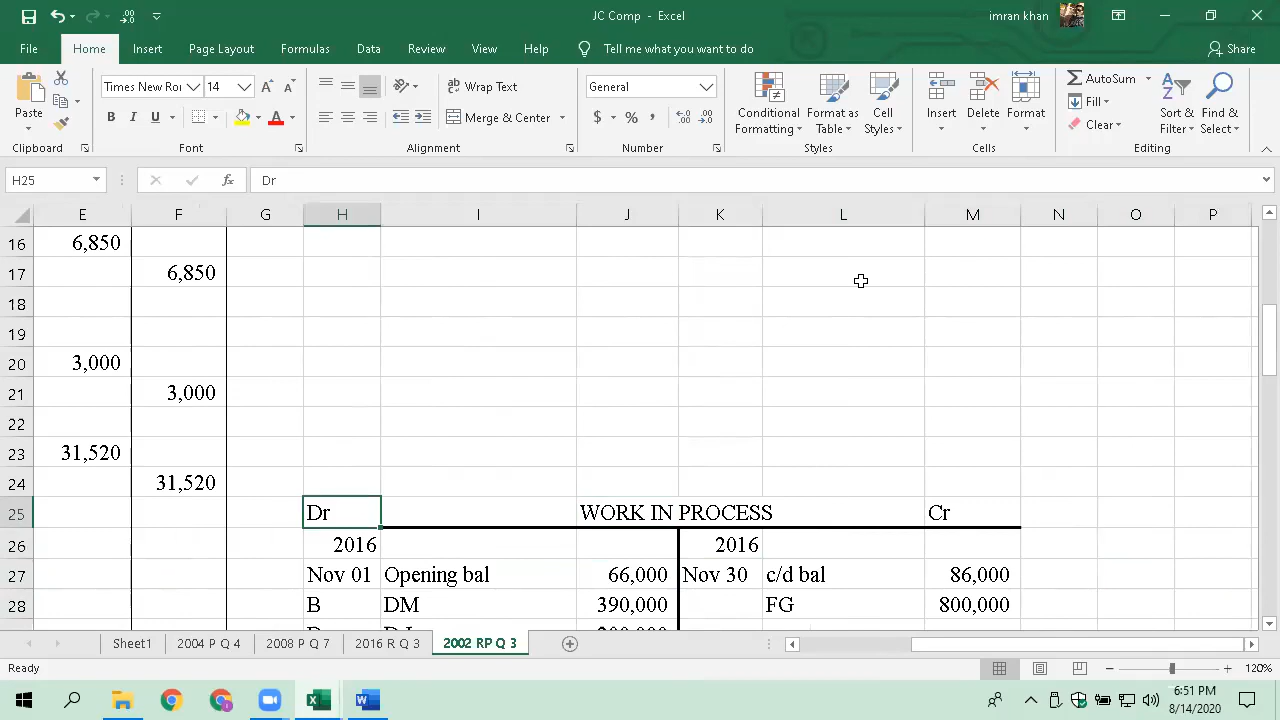 JC Comp - Excel
imran khan
File Home Insert Page Layout Formulas Data Review View Help Tell me what you want to do Share
Paste
Clipboard
Times New Roi 14
B I U
Font
Wrap Text
Merge & Center
Alignment
General
$ % ,
Number
Conditional Formatting
Format as Table
Cell Styles
Styles
Insert
Delete
Format
Cells
AutoSum
Fill
Clear
Sort & Filter
Find & Select
Editing
H25 fx Dr
E F G H I J K L M N O P
16 6,850
17 6,850
18
19
20 3,000
21 3,000
22
23 31,520
24 31,520
25 Dr WORK IN PROCESS Cr
26 2016 2016
27 Nov 01 Opening bal 66,000 Nov 30 c/d bal 86,000
28 B DM 390,000 FG 800,000
Sheet1 2004 P Q 4 2008 P Q 7 2016 R Q 3 2002 RP Q 3
Ready 120%
6:51 PM
8/14/2020